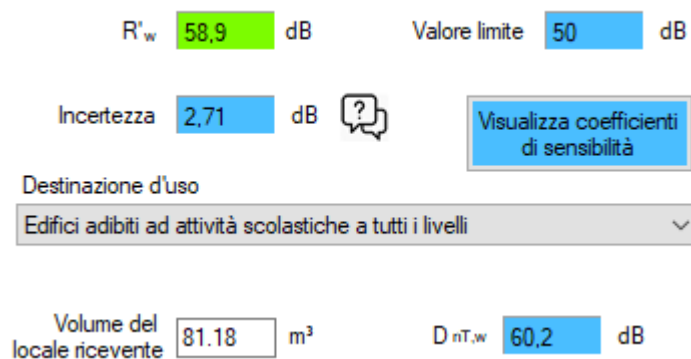 R'w 58,9 dB Valore limite 50 dB
Incertezza 2,71 dB ? Visualizza coefficienti
di sensibilità
Destinazione d'uso
Edifici adibiti ad attività scolastiche a tutti i livelli
Volume del
locale ricevente 81.18 m³ D nT,w 60,2 dB